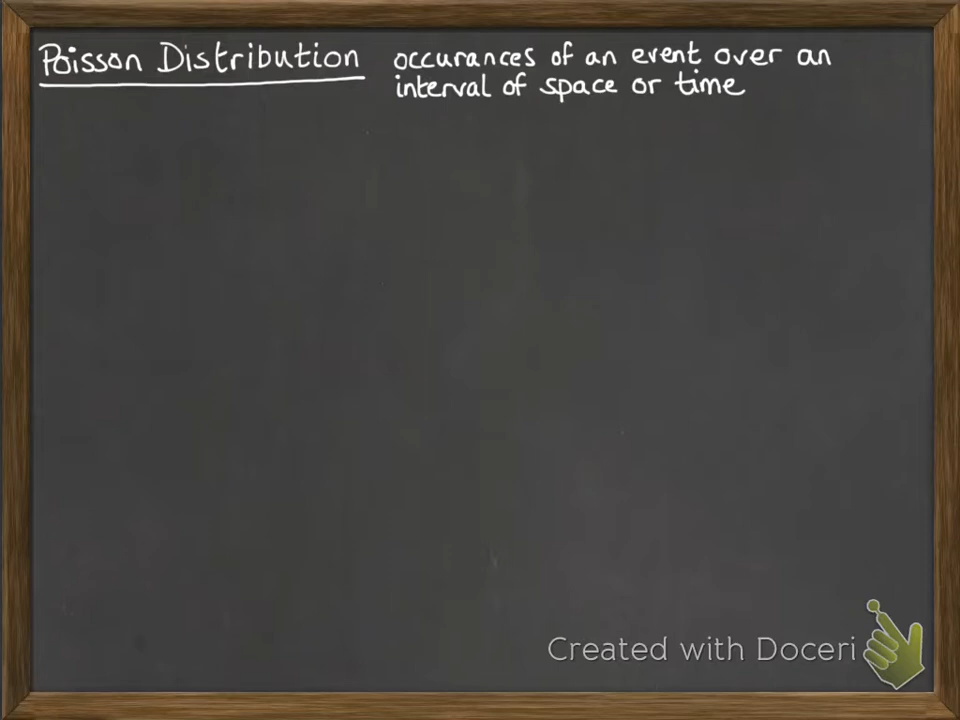 Poisson Distribution occurances of an event over an
interval of space or time
Created with Doceri